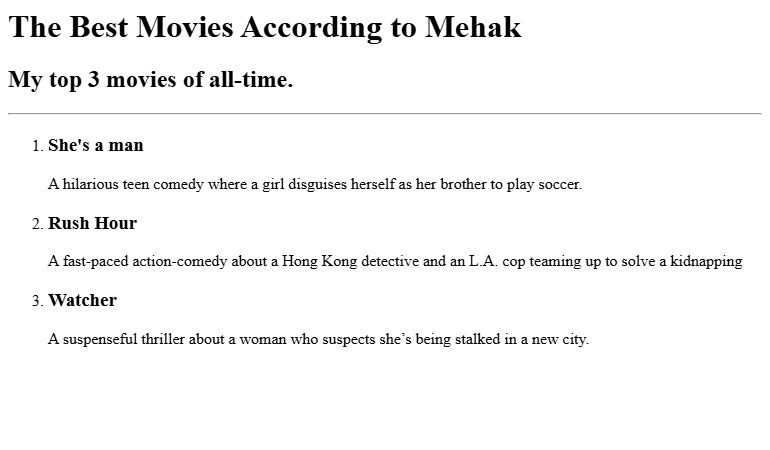 The Best Movies According to Mehak
My top 3 movies of all-time.
1. She's a man
A hilarious teen comedy where a girl disguises herself as her brother to play soccer.
2. Rush Hour
A fast-paced action-comedy about a Hong Kong detective and an L.A. cop teaming up to solve a kidnapping
3. Watcher
A suspenseful thriller about a woman who suspects she’s being stalked in a new city.